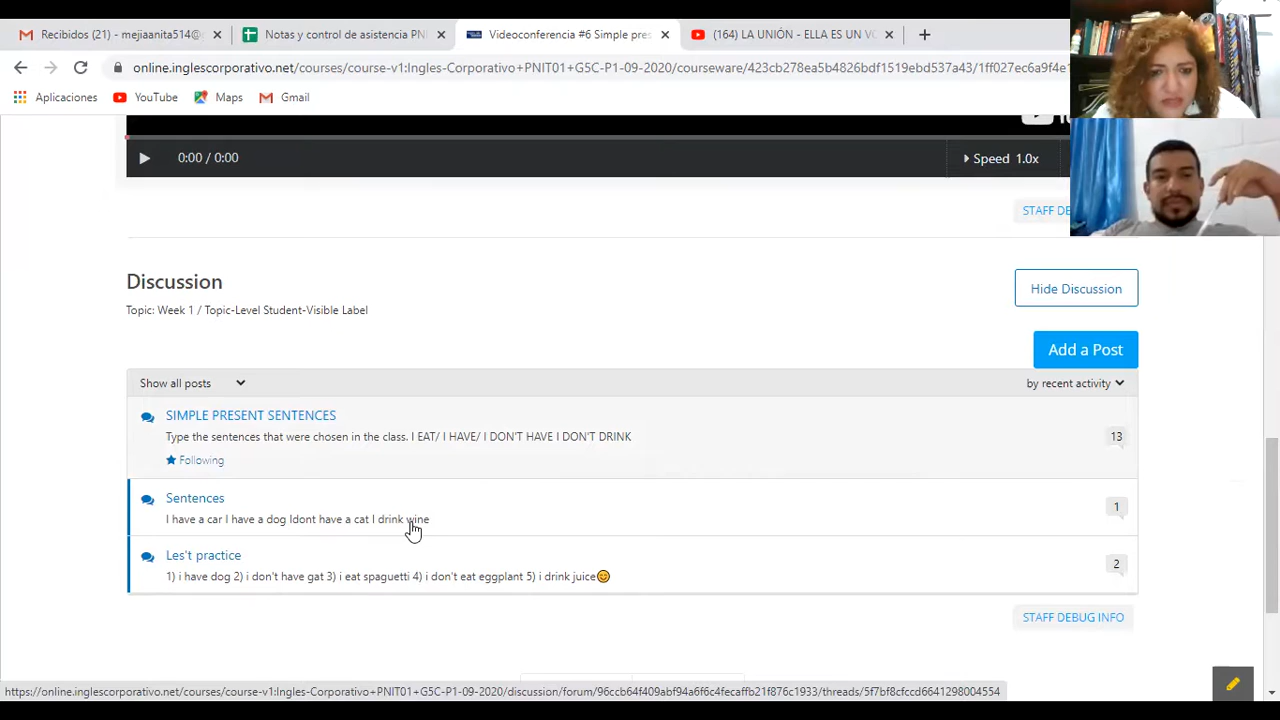 Recibidos (21) - mejiaanita514@
Notas y control de asistencia PN
Videoconferencia #6 Simple pres
(164) LA UNIÓN - ELLA ES UN V
online.inglescorporativo.net/courses/course-v1:Ingles-Corporativo+PNIT01+G5C-P1-09-2020/courseware/423cb278ea5b4826bdf1519ebd537a43/1ff027ec6a9f4e1
Aplicaciones
YouTube
Maps
Gmail
0:00 / 0:00
Speed 1.0x
STAFF DE
Discussion
Hide Discussion
Topic: Week 1 / Topic-Level Student-Visible Label
Add a Post
Show all posts
by recent activity
SIMPLE PRESENT SENTENCES
Type the sentences that were chosen in the class. I EAT/ I HAVE/ I DON'T HAVE I DON'T DRINK
13
Following
Sentences
I have a car I have a dog Idont have a cat I drink wine
1
Les't practice
1) i have dog 2) i don't have gat 3) i eat spaguetti 4) i don't eat eggplant 5) i drink juice😊
2
STAFF DEBUG INFO
https://online.inglescorporativo.net/courses/course-v1:Ingles-Corporativo+PNIT01+G5C-P1-09-2020/discussion/forum/96ccb64f409abf94a6f6c4fecaffb21f876c1933/threads/5f7bf8cfccd6641298004554